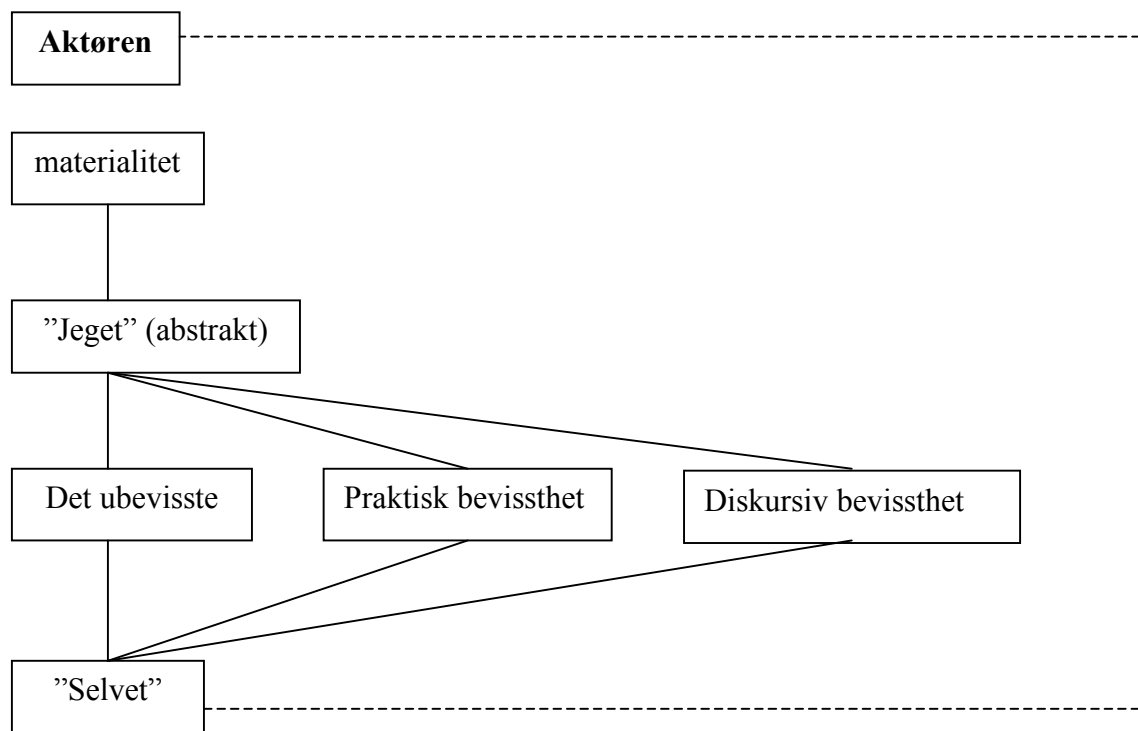 Aktøren
materialitet
”Jeget” (abstrakt)
Det ubevisste
Praktisk bevissthet
Diskursiv bevissthet
”Selvet”